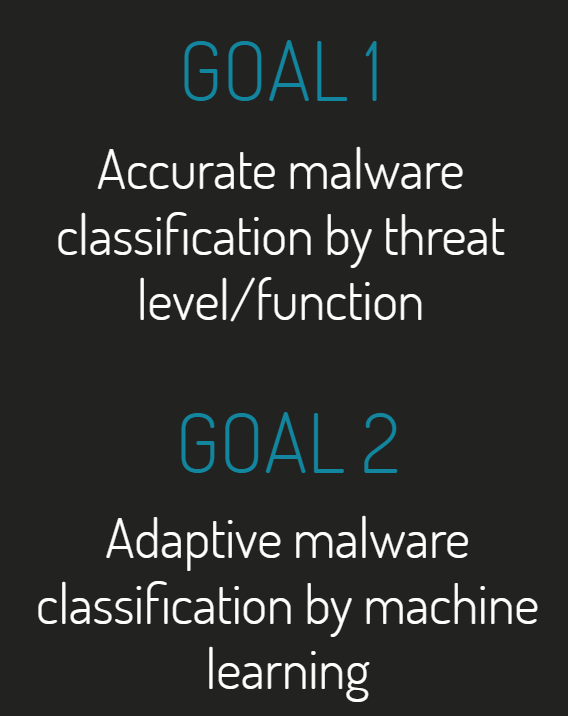 GOAL 1
Accurate malware
classification by threat
level/function
GOAL 2
Adaptive malware
classification by machine
learning